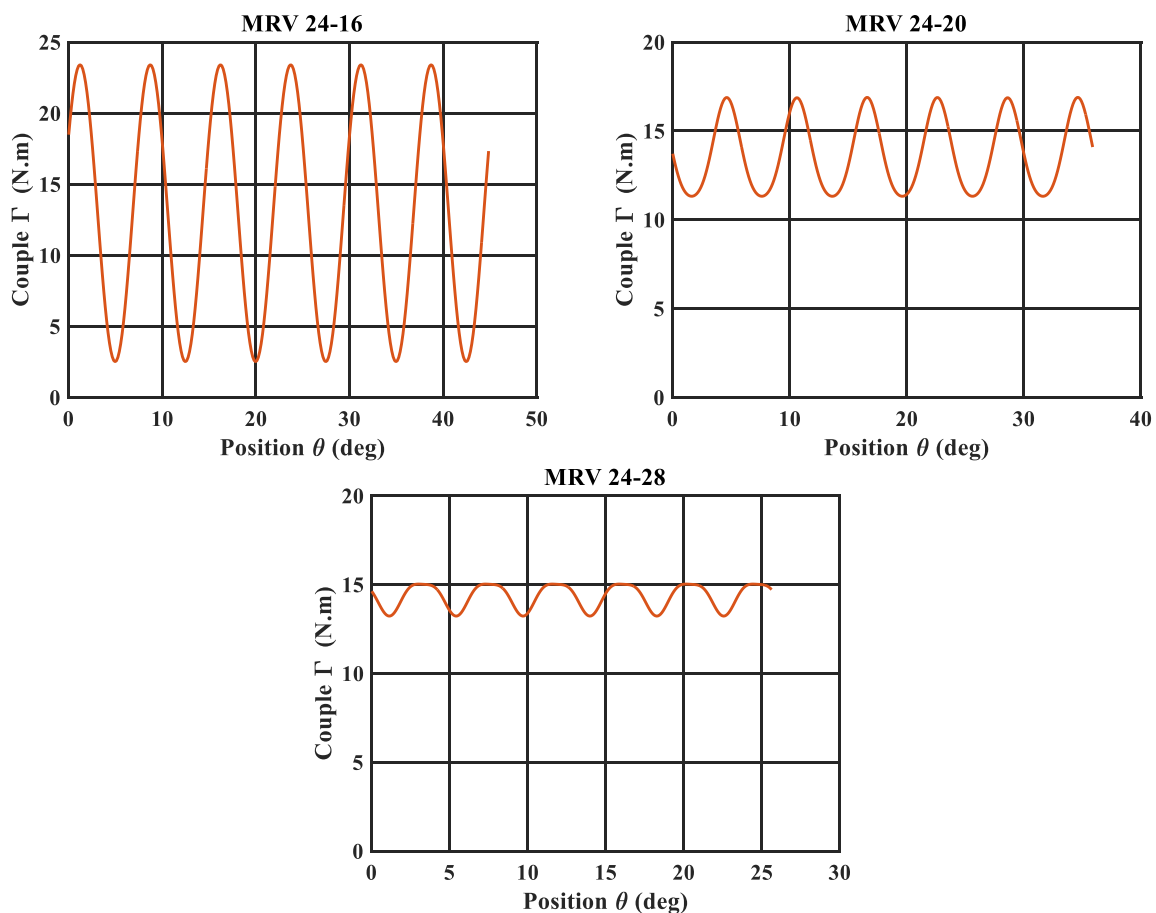 MRV 24-16
25
20
15
10
5
0
0 10 20 30 40 50
Couple Γ (N.m)
Position θ (deg)
MRV 24-20
20
15
10
5
0
0 10 20 30 40
Couple Γ (N.m)
Position θ (deg)
MRV 24-28
20
15
10
5
0
0 5 10 15 20 25 30
Couple Γ (N.m)
Position θ (deg)